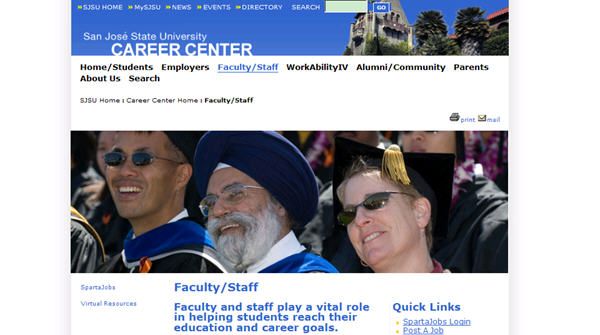 SJSU HOME MySJSU NEWS EVENTS DIRECTORY SEARCH GO
San José State University
CAREER CENTER
Home/Students Employers Faculty/Staff WorkAbilityIV Alumni/Community Parents
About Us Search
SJSU Home : Career Center Home : Faculty/Staff
print mail
SpartaJobs
Virtual Resources
Faculty/Staff
Faculty and staff play a vital role
in helping students reach their
education and career goals.
Quick Links
SpartaJobs Login
Post A Job